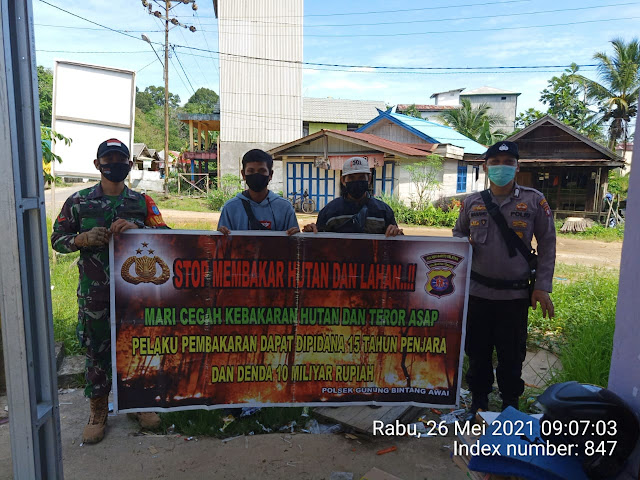 STOP MEMBAKAR HUTAN DAN LAHAN..!!
MARI CEGAH KEBAKARAN HUTAN DAN TEROR ASAP
PELAKU PEMBAKARAN DAPAT DIPIDANA 15 TAHUN PENJARA
DAN DENDA 10 MILIYAR RUPIAH
POLSEK GUNUNG BINTANG AWAI
Rabu, 26 Mei 2021 09:07:03
Index number: 847